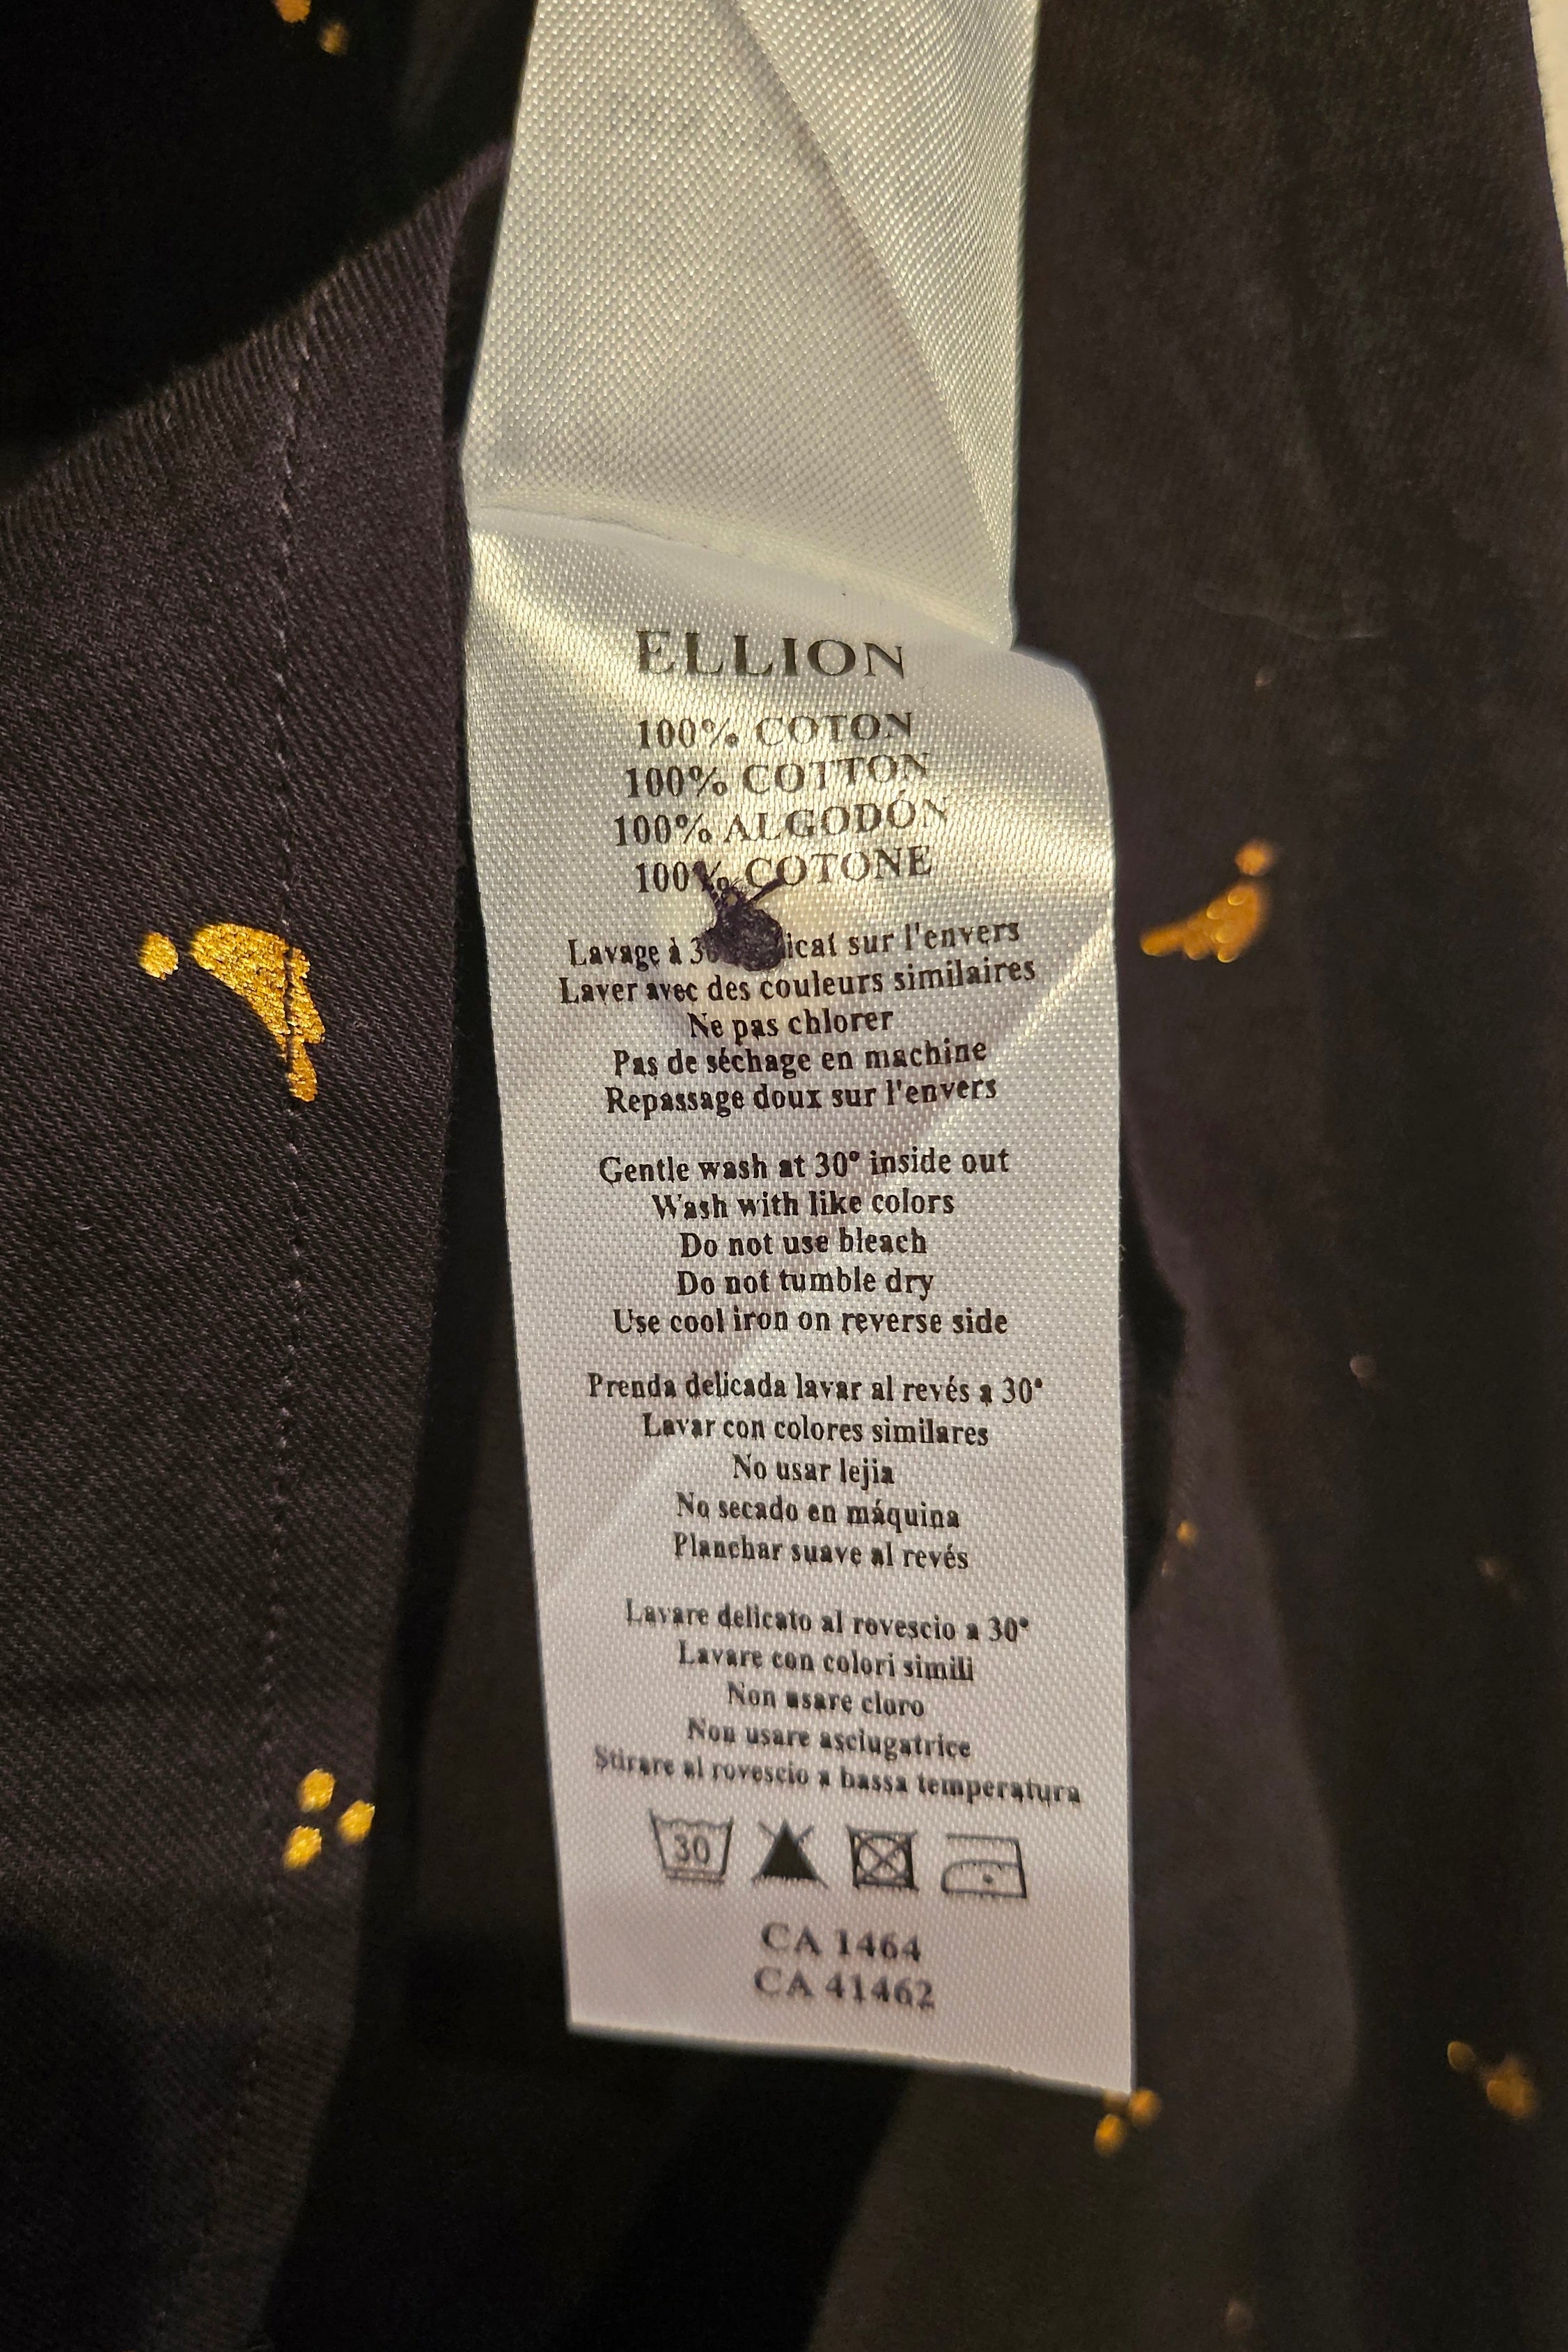 ELLION
100% COTON
100% COTTON
100% ALGODÓN
100% COTONE
Lavage à sur l'envers
Laver avec des couleurs similaires
Ne pas chlorer
Pas de séchage en machine
Repassage doux sur l'envers
Gentle wash at 30° inside out
Wash with like colors
Do not use bleach
Do not tumble dry
Use cool iron on reverse side
Prenda delicada lavar al revés a 30°
Lavar con colores similares
No usar lejia
No secado en máquina
Planchar suave al revés
Lavare delicato al rovescio a 30°
Lavare con colori simili
Non usare cloro
Non usare asciugatrice
Stirare al rovescio a bassa temperatura
30
CA 1464
CA 41462